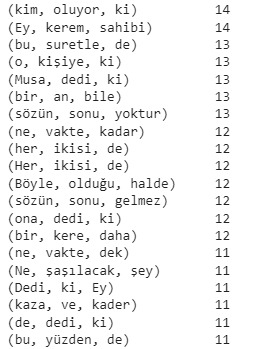 (kim, oluyor, ki) 14
(Ey, kerem, sahibi) 14
(bu, suretle, de) 13
(o, kişiye, ki) 13
(Musa, dedi, ki) 13
(bir, an, bile) 13
(sözün, sonu, yoktur) 13
(ne, vakte, kadar) 12
(her, ikisi, de) 12
(Her, ikisi, de) 12
(Böyle, olduğu, halde) 12
(sözün, sonu, gelmez) 12
(ona, dedi, ki) 12
(bir, kere, daha) 12
(ne, vakte, dek) 11
(Ne, şaşılacak, şey) 11
(Dedi, ki, Ey) 11
(kaza, ve, kader) 11
(de, dedi, ki) 11
(bu, yüzden, de) 11